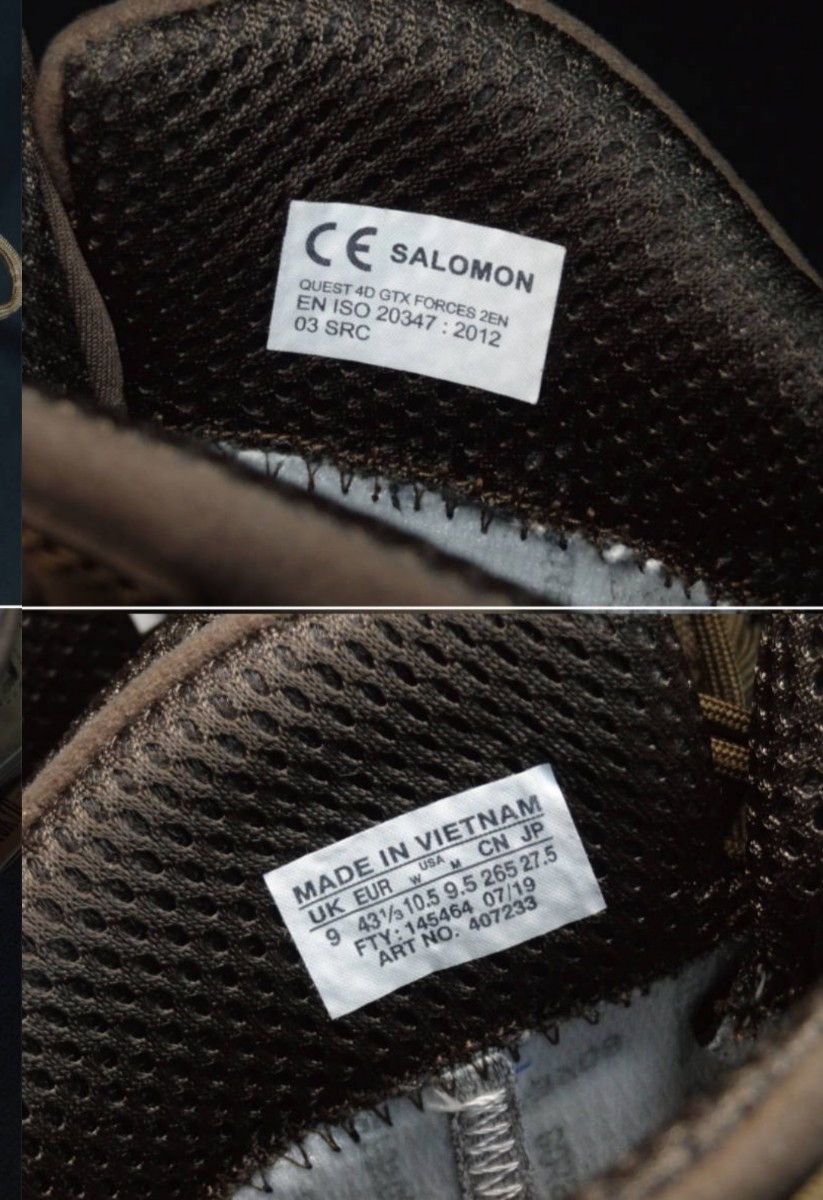 CE SALOMON
QUEST 4D GTX FORCES 2EN
EN ISO 20347 : 2012
03 SRC
MADE IN VIETNAM
UK EUR W USA M CN JP
9 43⅓ 10.5 9.5 265 27.5
FTY: 145464 07/19
ART NO. 407233